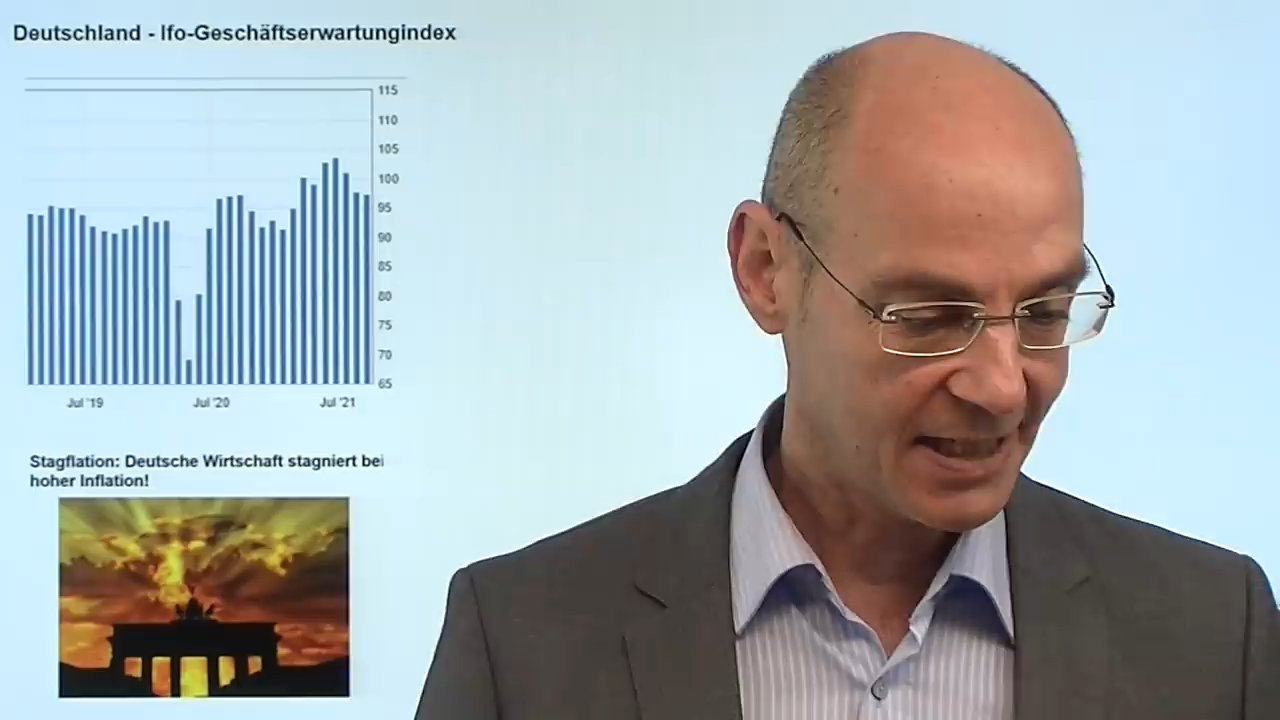 Deutschland - Ifo-Geschäftserwartungindex
115
110
105
100
95
90
85
80
75
70
65
Jul '19
Jul '20
Jul '21
Stagflation: Deutsche Wirtschaft stagniert bei
hoher Inflation!